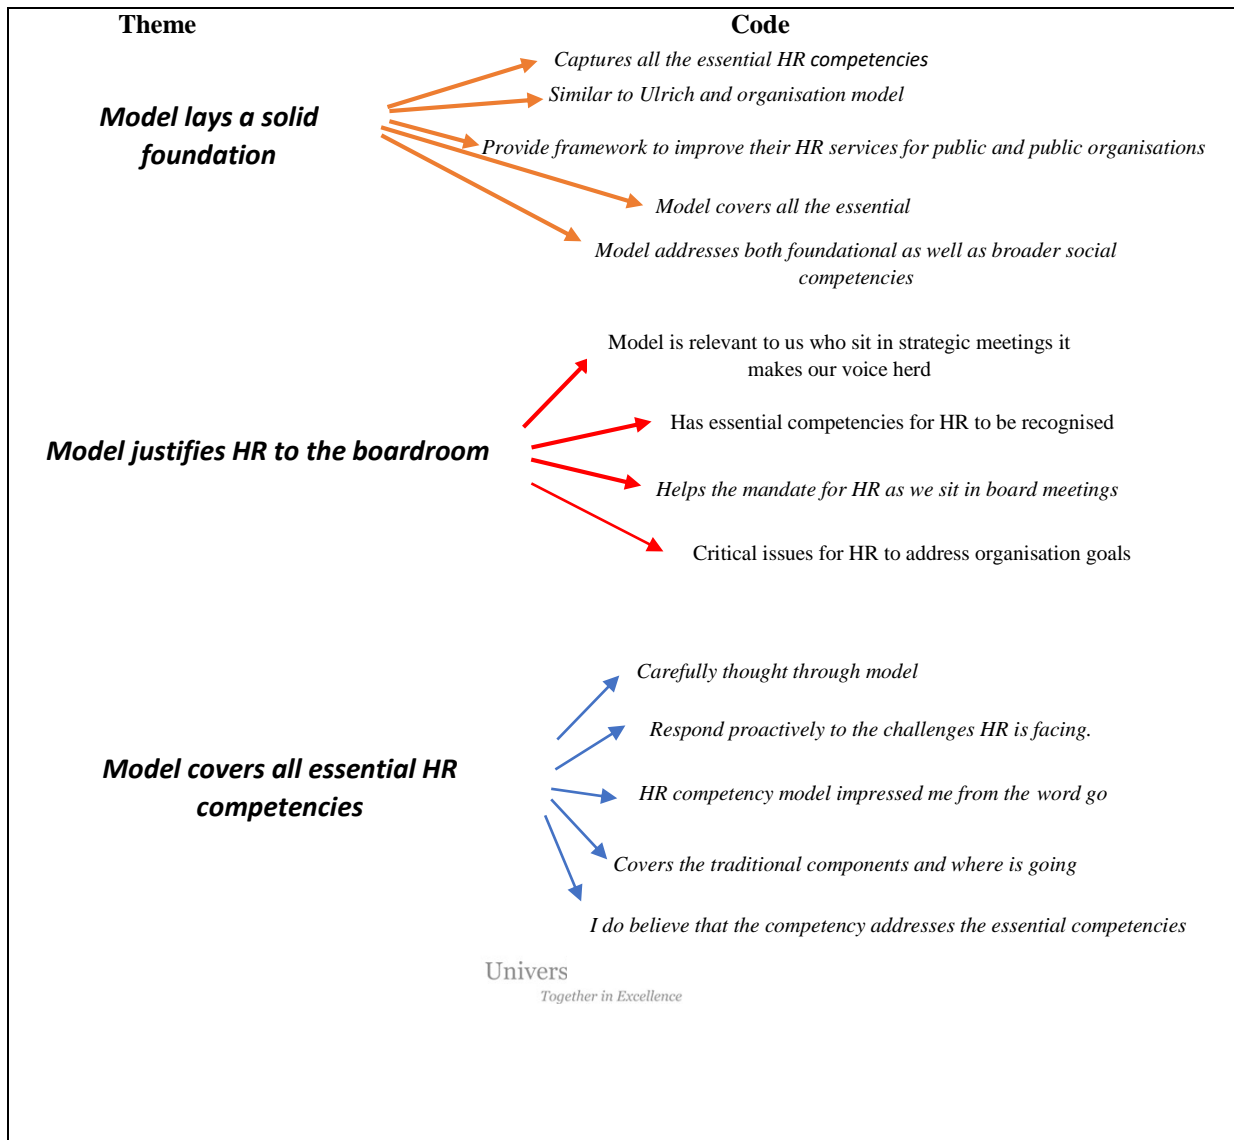 Theme Code
Captures all the essential HR competencies
Similar to Ulrich and organisation model
Model lays a solid
foundation
Provide framework to improve their HR services for public and public organisations
Model covers all the essential
Model addresses both foundational as well as broader social
competencies
Model is relevant to us who sit in strategic meetings it
makes our voice herd
Has essential competencies for HR to be recognised
Model justifies HR to the boardroom
Helps the mandate for HR as we sit in board meetings
Critical issues for HR to address organisation goals
Carefully thought through model
Respond proactively to the challenges HR is facing.
Model covers all essential HR
competencies
HR competency model impressed me from the word go
Covers the traditional components and where is going
I do believe that the competency addresses the essential competencies
Univers
Together in Excellence